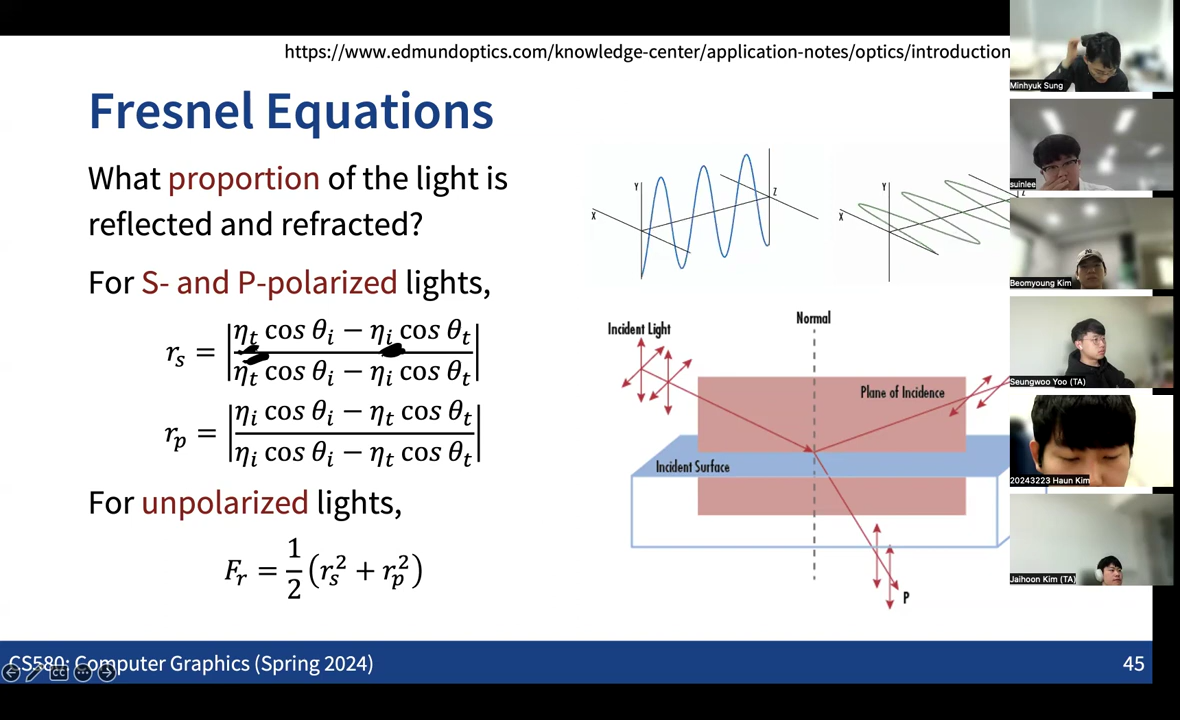 https://www.edmundoptics.com/knowledge-center/application-notes/optics/introduction
Fresnel Equations
What proportion of the light is
reflected and refracted?
For S- and P-polarized lights,
r_s = |η_t cos θ_i − η_i cos θ_t| / |η_t cos θ_i − η_i cos θ_t|
r_p = |η_i cos θ_i − η_t cos θ_t| / |η_i cos θ_i − η_t cos θ_t|
For unpolarized lights,
F_r = 1/2 (r_s^2 + r_p^2)
Y
X
Z
Y
X
Z
Incident Light
Normal
Plane of Incidence
Incident Surface
P
CS580: Computer Graphics (Spring 2024)
45
CC
Minhyuk Sung
suinlee
Beomyoung Kim
Seungwoo Yoo (TA)
20243223 Haun Kim
Jaihoon Kim (TA)